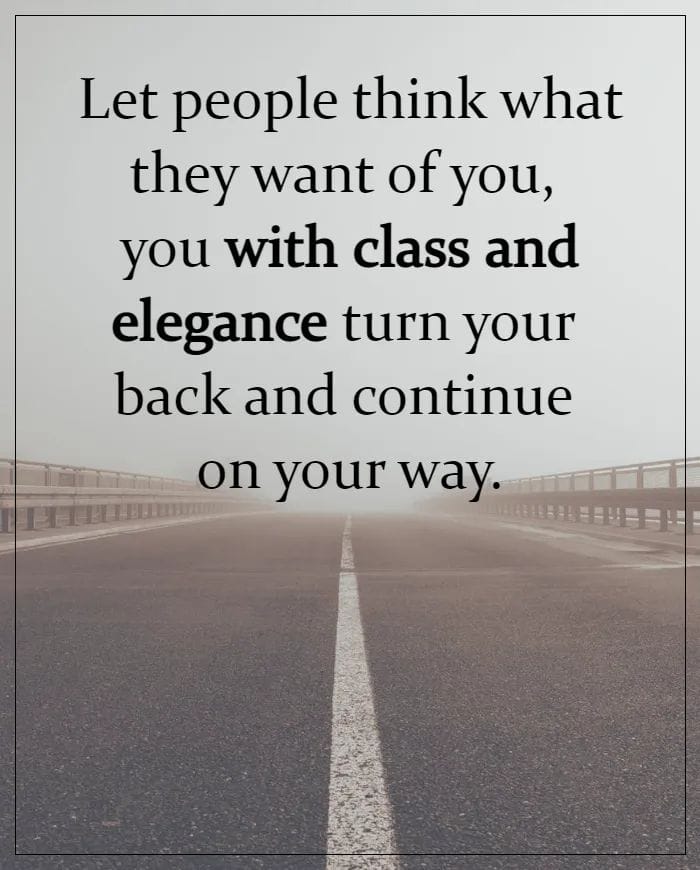 Let people think what
they want of you,
you with class and
elegance turn your
back and continue
on your way.